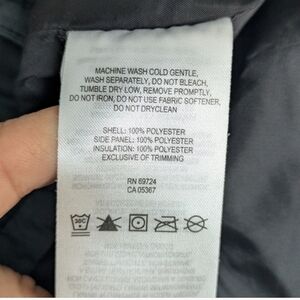 MACHINE WASH COLD GENTLE,
WASH SEPARATELY, DO NOT BLEACH,
TUMBLE DRY LOW, REMOVE PROMPTLY,
DO NOT IRON, DO NOT USE FABRIC SOFTENER,
DO NOT DRYCLEAN
SHELL: 100% POLYESTER
SIDE PANEL: 100% POLYESTER
INSULATION: 100% POLYESTER
EXCLUSIVE OF TRIMMING
RN 69724
CA 05367